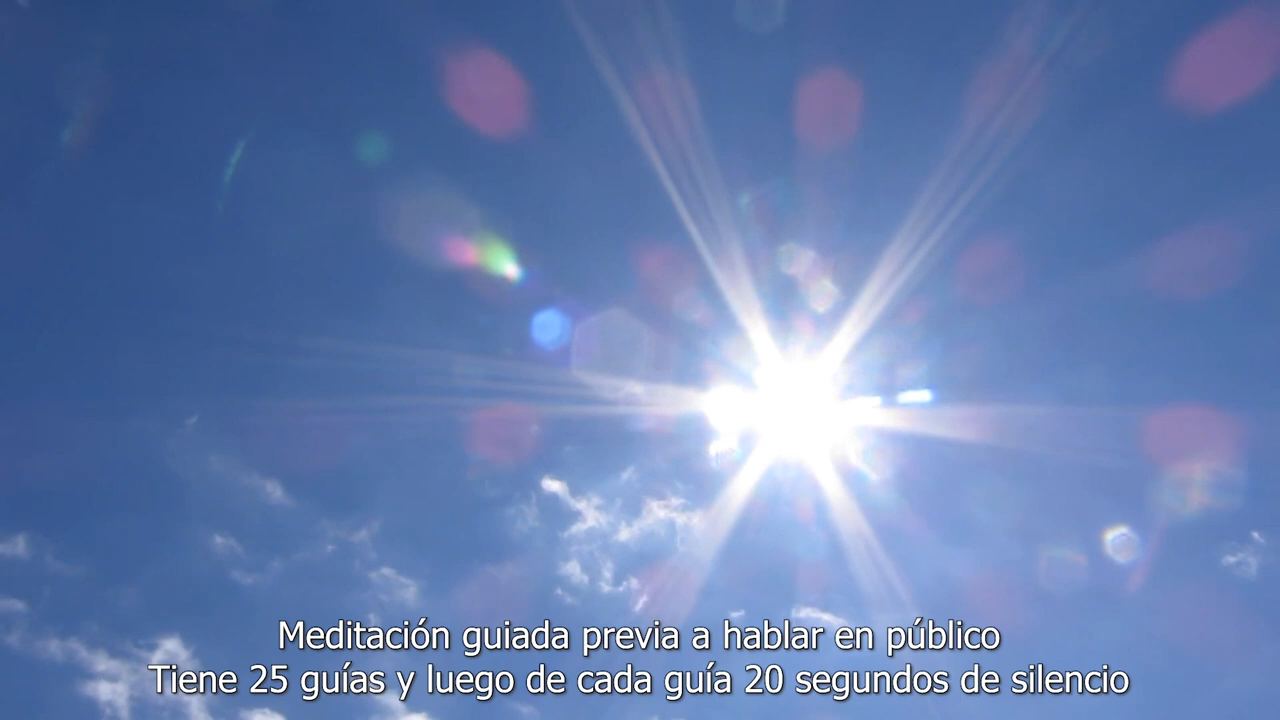 Meditación guiada previa a hablar en público
Tiene 25 guías y luego de cada guía 20 segundos de silencio